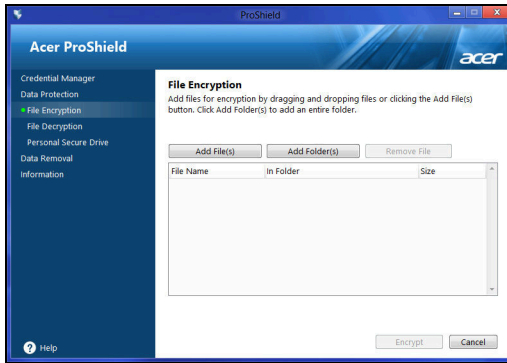 ProShield
Acer ProShield
acer
Credential Manager
Data Protection
File Encryption
File Decryption
Personal Secure Drive
Data Removal
Information
Help
File Encryption
Add files for encryption by dragging and dropping files or clicking the Add File(s)
button. Click Add Folder(s) to add an entire folder.
Add File(s) Add Folder(s) Remove File
File Name In Folder Size
Encrypt Cancel